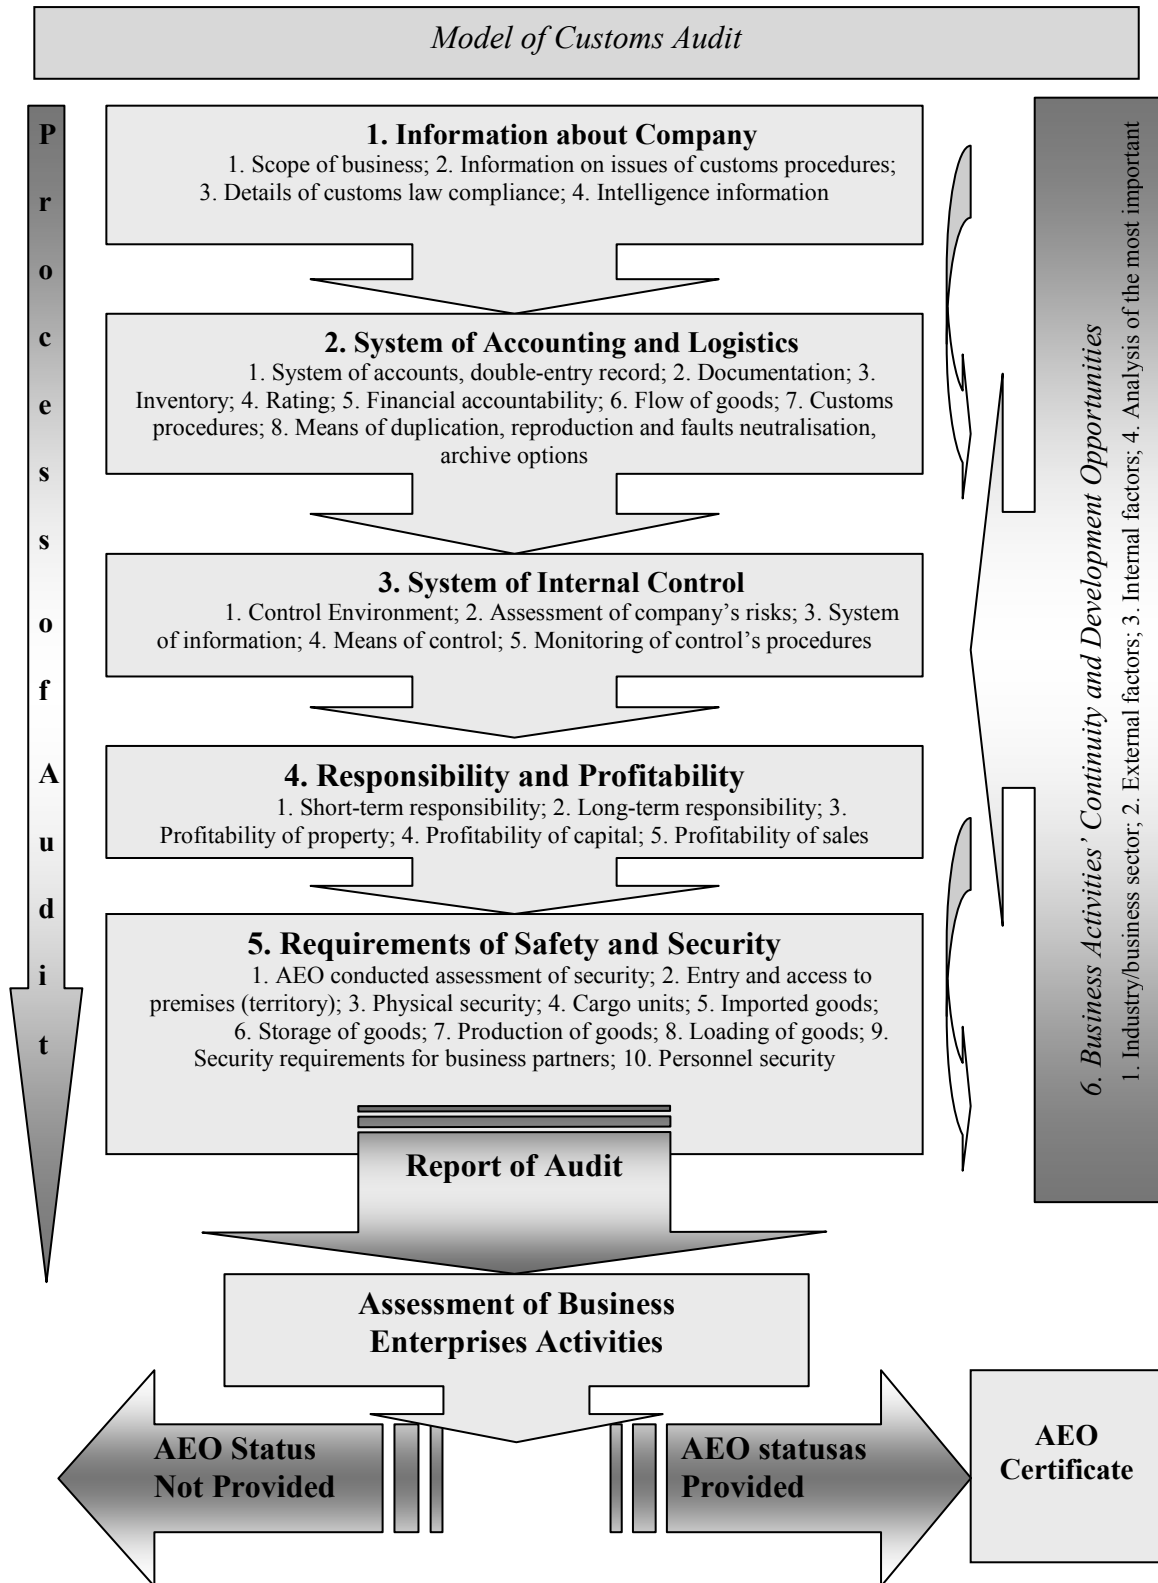 Model of Customs Audit
Process of Audit
1. Information about Company
1. Scope of business; 2. Information on issues of customs procedures;
3. Details of customs law compliance; 4. Intelligence information
2. System of Accounting and Logistics
1. System of accounts, double-entry record; 2. Documentation; 3.
Inventory; 4. Rating; 5. Financial accountability; 6. Flow of goods; 7. Customs
procedures; 8. Means of duplication, reproduction and faults neutralisation,
archive options
3. System of Internal Control
1. Control Environment; 2. Assessment of company’s risks; 3. System
of information; 4. Means of control; 5. Monitoring of control’s procedures
4. Responsibility and Profitability
1. Short-term responsibility; 2. Long-term responsibility; 3.
Profitability of property; 4. Profitability of capital; 5. Profitability of sales
5. Requirements of Safety and Security
1. AEO conducted assessment of security; 2. Entry and access to
premises (territory); 3. Physical security; 4. Cargo units; 5. Imported goods;
6. Storage of goods; 7. Production of goods; 8. Loading of goods; 9.
Security requirements for business partners; 10. Personnel security
6. Business Activities’ Continuity and Development Opportunities
1. Industry/business sector; 2. External factors; 3. Internal factors; 4. Analysis of the most important
Report of Audit
Assessment of Business
Enterprises Activities
AEO Status
Not Provided
AEO statusas
Provided
AEO
Certificate